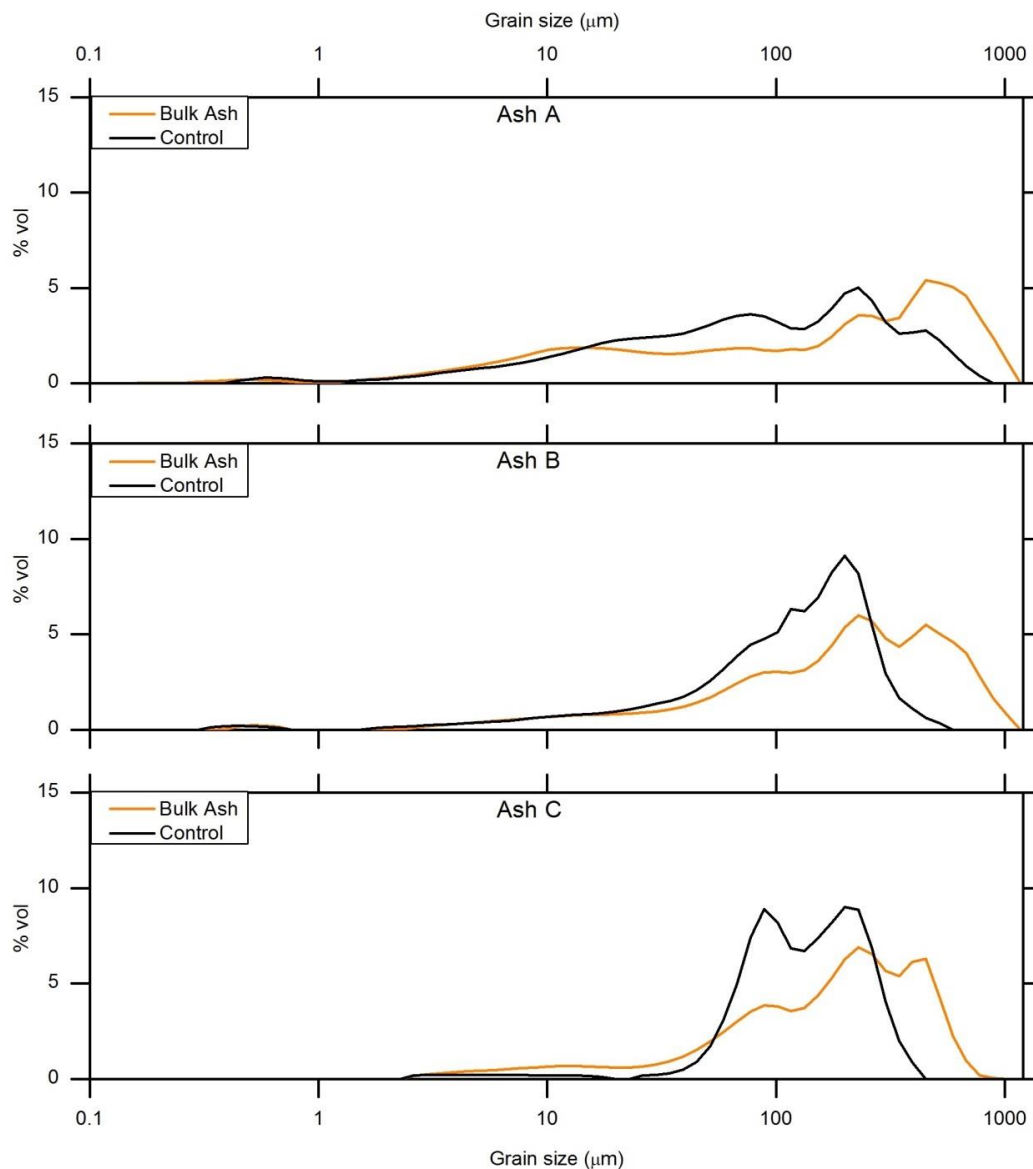 Grain size (μm)
0.1 1 10 100 1000
15
Bulk Ash
Control
Ash A
10
% vol
5
0
15
Bulk Ash
Control
Ash B
10
% vol
5
0
15
Bulk Ash
Control
Ash C
10
% vol
5
0
0.1 1 10 100 1000
Grain size (μm)